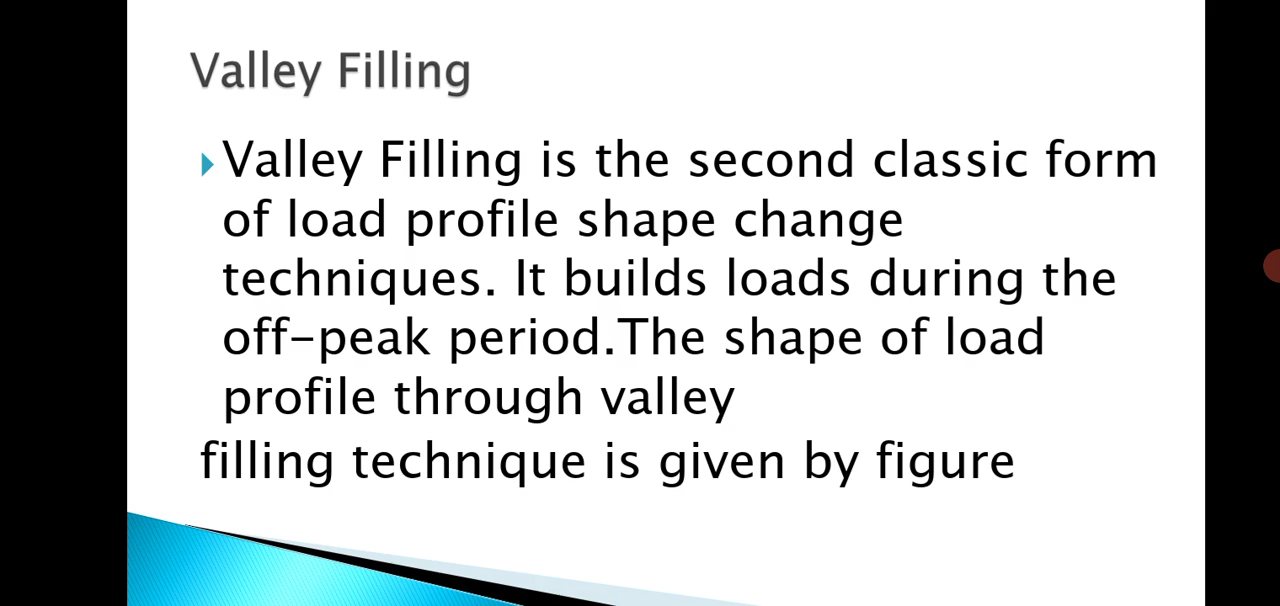 Valley Filling
Valley Filling is the second classic form
of load profile shape change
techniques. It builds loads during the
off-peak period.The shape of load
profile through valley
filling technique is given by figure